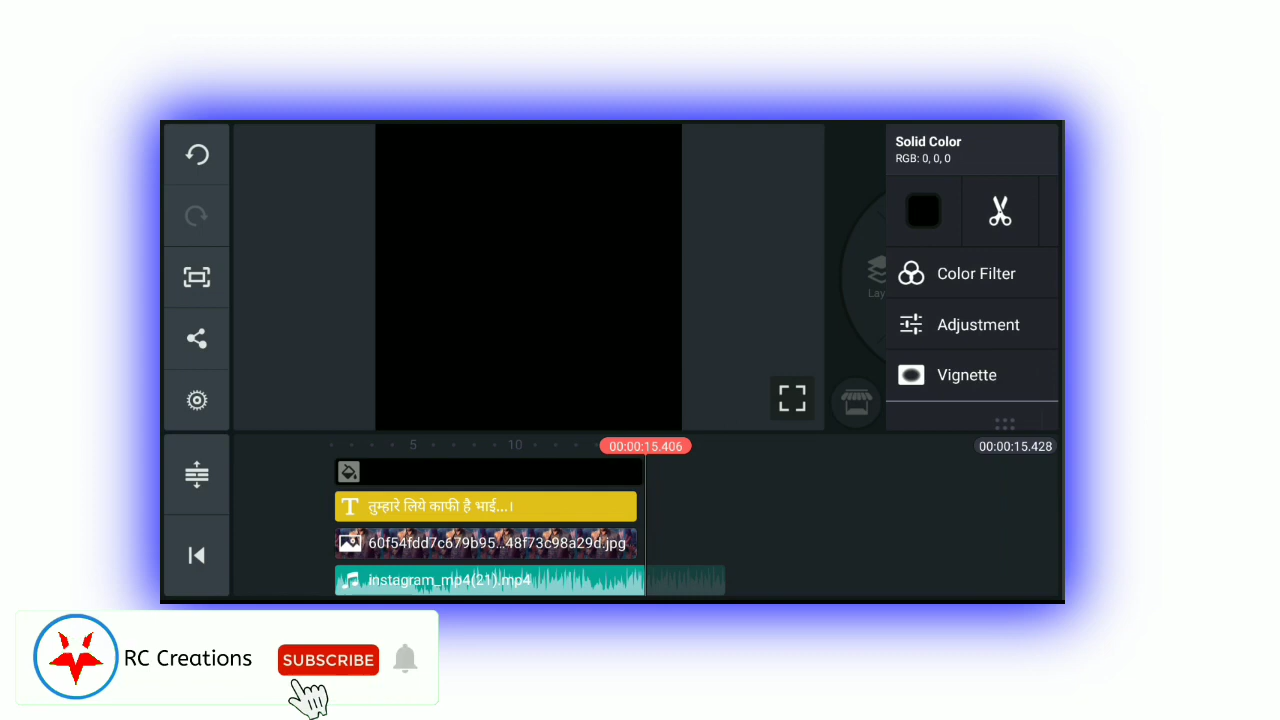 Solid Color
RGB: 0, 0, 0
Color Filter
Lay
Adjustment
Vignette
5 10 00:00:15.406 00:00:15.428
T तुम्हारे लिये काफी है भाई...।
60f54fdd7c679b95...48f73c98a29d.jpg
instagram_mp4(21).mp4
RC Creations SUBSCRIBE